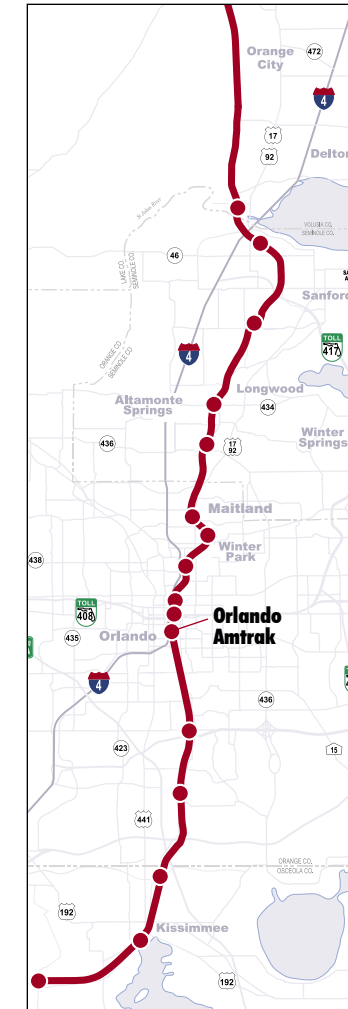 Orange
City
472
4
17
92
Delton
St Johns River
VOLUSIA CO.
SEMINOLE CO.
46
LAKE CO.
SEMINOLE CO.
Sanford
TOLL
417
ORANGE CO.
SEMINOLE CO.
4
Longwood
Altamonte
Springs
434
Winter
Springs
436
17
92
Maitland
Winter
Park
438
TOLL
408
Orlando
Amtrak
435
Orlando
4
436
423
15
441
ORANGE CO.
OSCEOLA CO.
192
Kissimmee
192